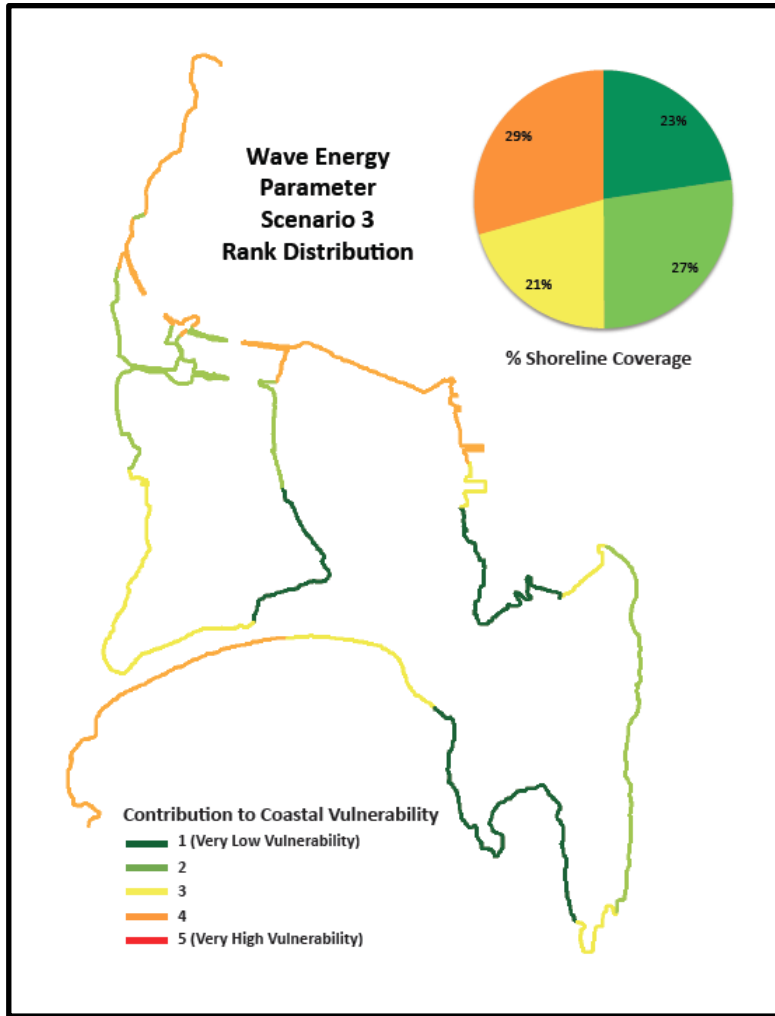 Wave Energy
Parameter
Scenario 3
Rank Distribution
29%
23%
21%
27%
% Shoreline Coverage
Contribution to Coastal Vulnerability
1 (Very Low Vulnerability)
2
3
4
5 (Very High Vulnerability)